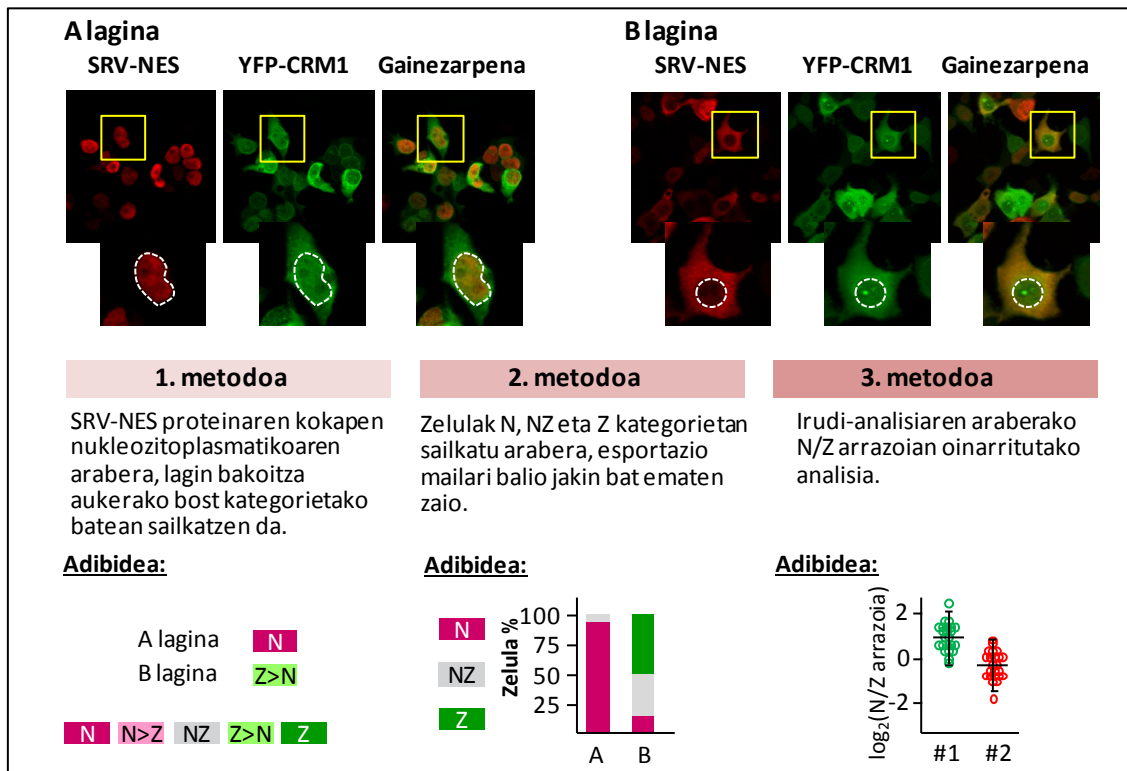 A lagina
SRV-NES YFP-CRM1 Gainezarpena
B lagina
SRV-NES YFP-CRM1 Gainezarpena
1. metodoa
SRV-NES proteinaren kokapen
nukleozitoplasmatikoaren
arabera, lagin bakoitza
aukerako bost kategorietako
batean sailkatzen da.
Adibidea:
A lagina N
B lagina Z>N
N N>Z NZ Z>N Z
2. metodoa
Zelulak N, NZ eta Z kategorietan
sailkatu arabera, esportazio
mailari balio jakin bat ematen
zaio.
Adibidea:
N
NZ
Z
Zelula %
100
75
50
25
A B
3. metodoa
Irudi-analisiaren araberako
N/Z arrazoian oinarritutako
analisia.
Adibidea:
log₂(N/Z arrazoia)
2
0
-2
#1 #2